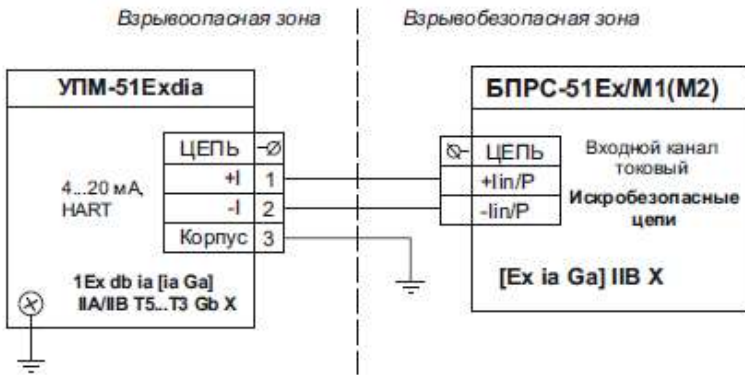 Взрывоопасная зона
Взрывобезопасная зона
УПМ-51Exdia
ЦЕПЬ
+I 1
4...20 мА,
HART
-I 2
Корпус 3
1Ex db ia [ia Ga]
IIA/IIB T5...T3 Gb X
БПРС-51Ex/M1(M2)
ЦЕПЬ
+Iin/P
-Iin/P
Входной канал
токовый
Искробезопасные
цепи
[Ex ia Ga] IIB X